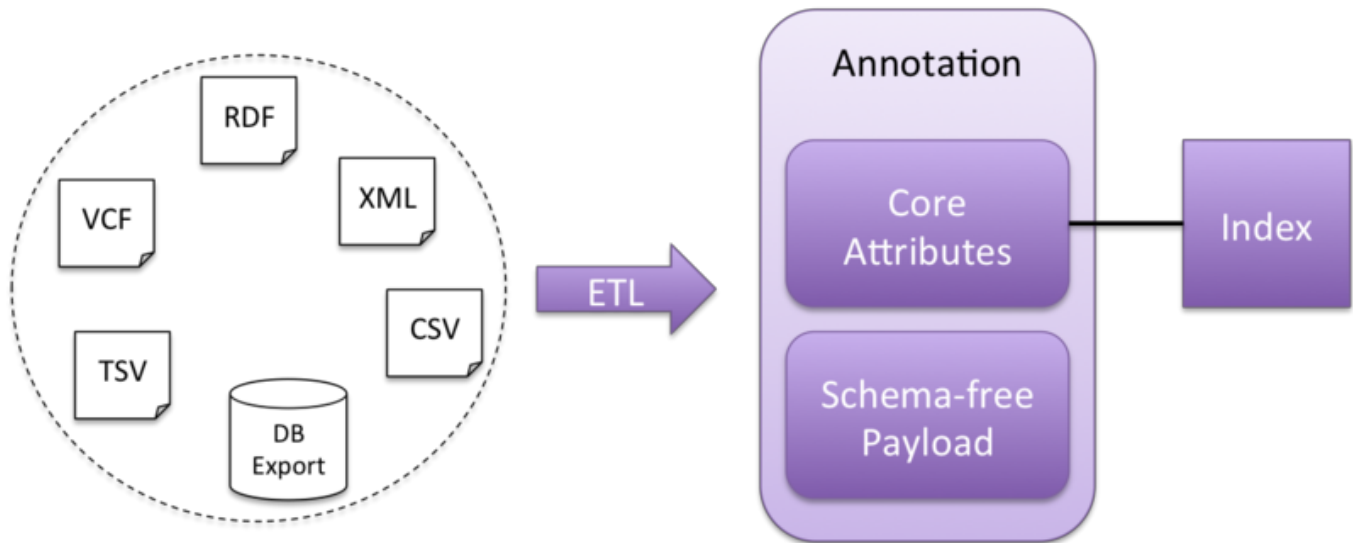 RDF
XML
VCF
CSV
TSV
DB
Export
ETL
Annotation
Core
Attributes
Schema-free
Payload
Index